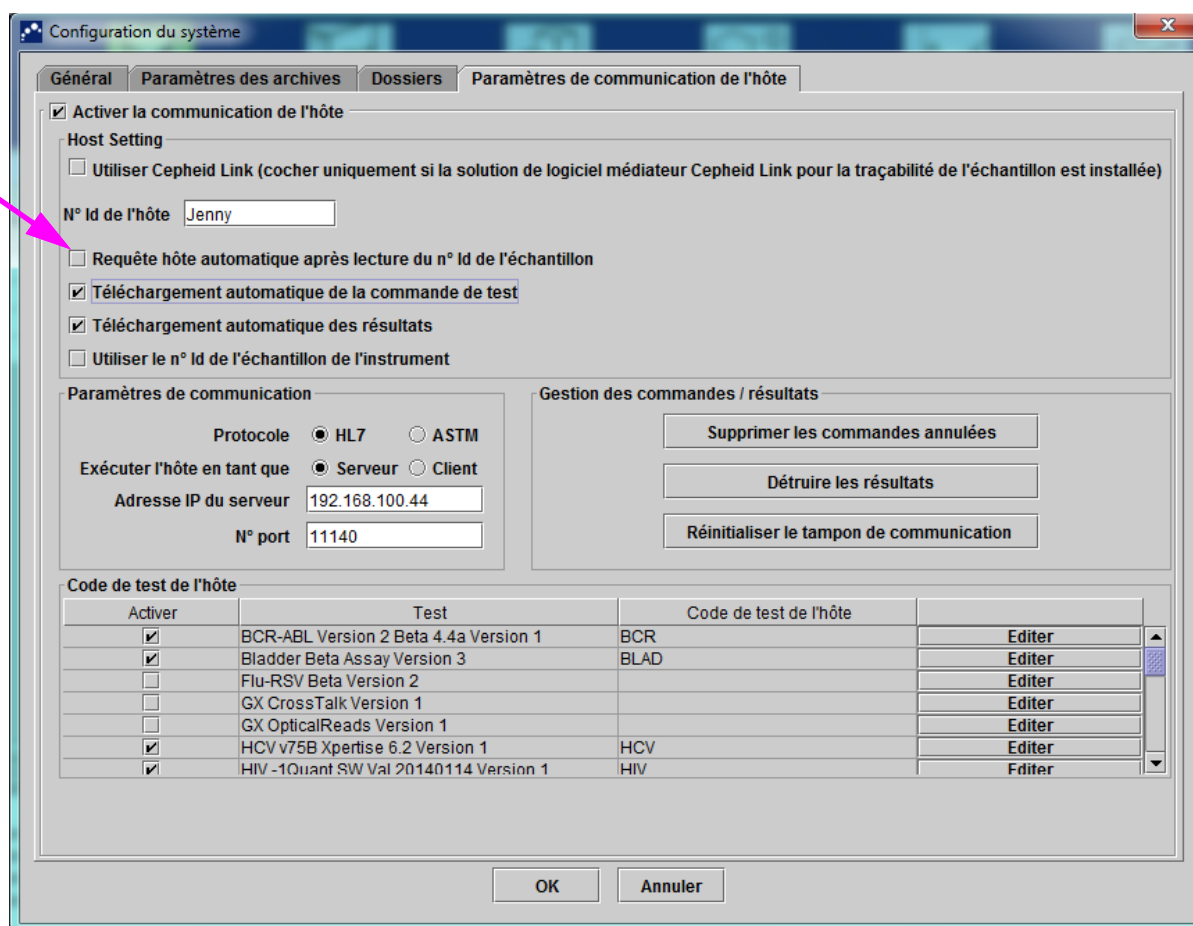 Configuration du système
Général Paramètres des archives Dossiers Paramètres de communication de l'hôte
Activer la communication de l'hôte
Host Setting
Utiliser Cepheid Link (cocher uniquement si la solution de logiciel médiateur Cepheid Link pour la traçabilité de l'échantillon est installée)
N° Id de l'hôte Jenny
Requête hôte automatique après lecture du n° Id de l'échantillon
Téléchargement automatique de la commande de test
Téléchargement automatique des résultats
Utiliser le n° Id de l'échantillon de l'instrument
Paramètres de communication
Protocole HL7 ASTM
Exécuter l'hôte en tant que Serveur Client
Adresse IP du serveur 192.168.100.44
N° port 11140
Gestion des commandes / résultats
Supprimer les commandes annulées
Détruire les résultats
Réinitialiser le tampon de communication
Code de test de l'hôte
Activer Test Code de test de l'hôte
BCR-ABL Version 2 Beta 4.4a Version 1 BCR Editer
Bladder Beta Assay Version 3 BLAD Editer
Flu-RSV Beta Version 2 Editer
GX CrossTalk Version 1 Editer
GX OpticalReads Version 1 Editer
HCV v75B Xpertise 6.2 Version 1 HCV Editer
HIV -1Quant SW Val 20140114 Version 1 HIV Editer
OK Annuler